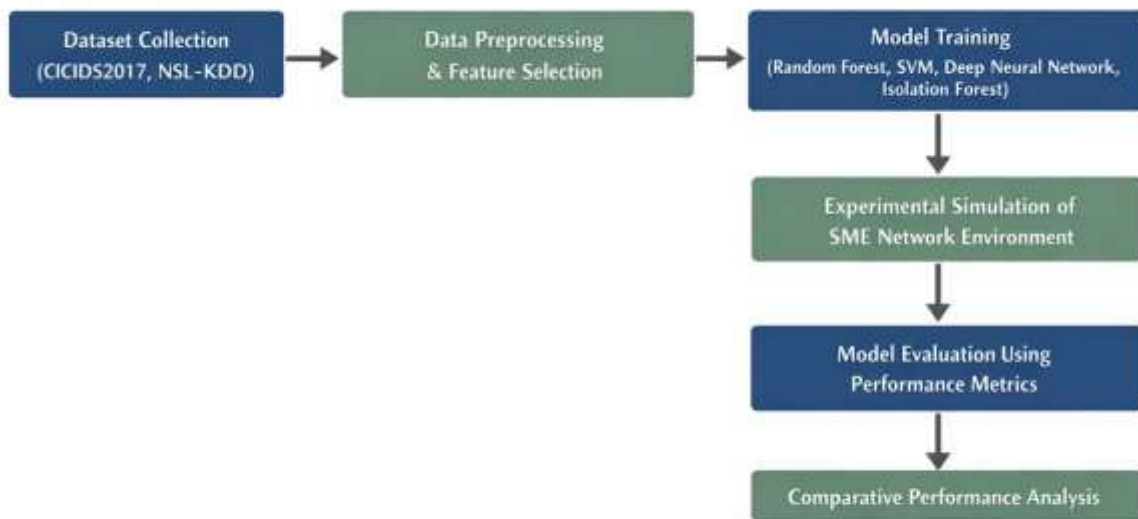 Dataset Collection
(CICIDS2017, NSL-KDD)
Data Preprocessing
& Feature Selection
Model Training
(Random Forest, SVM, Deep Neural Network,
Isolation Forest)
Experimental Simulation of
SME Network Environment
Model Evaluation Using
Performance Metrics
Comparative Performance Analysis